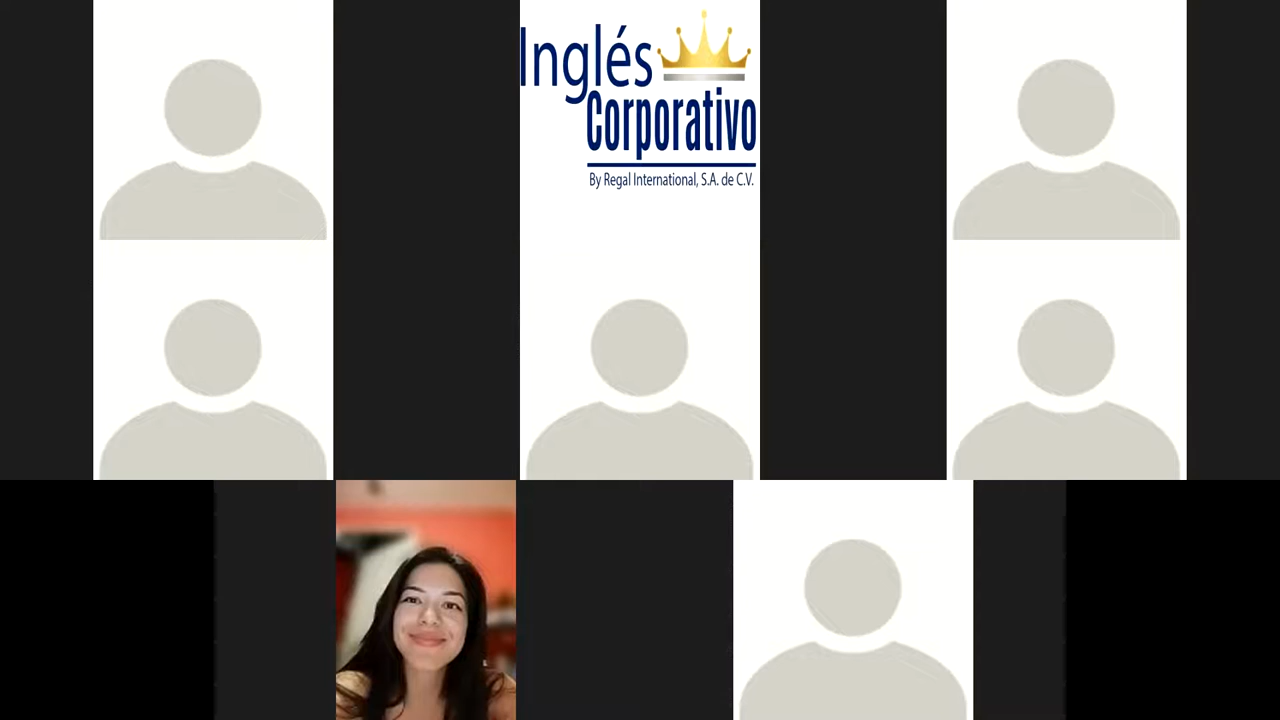 Inglés
Corporativo
By Regal International, S.A. de C.V.